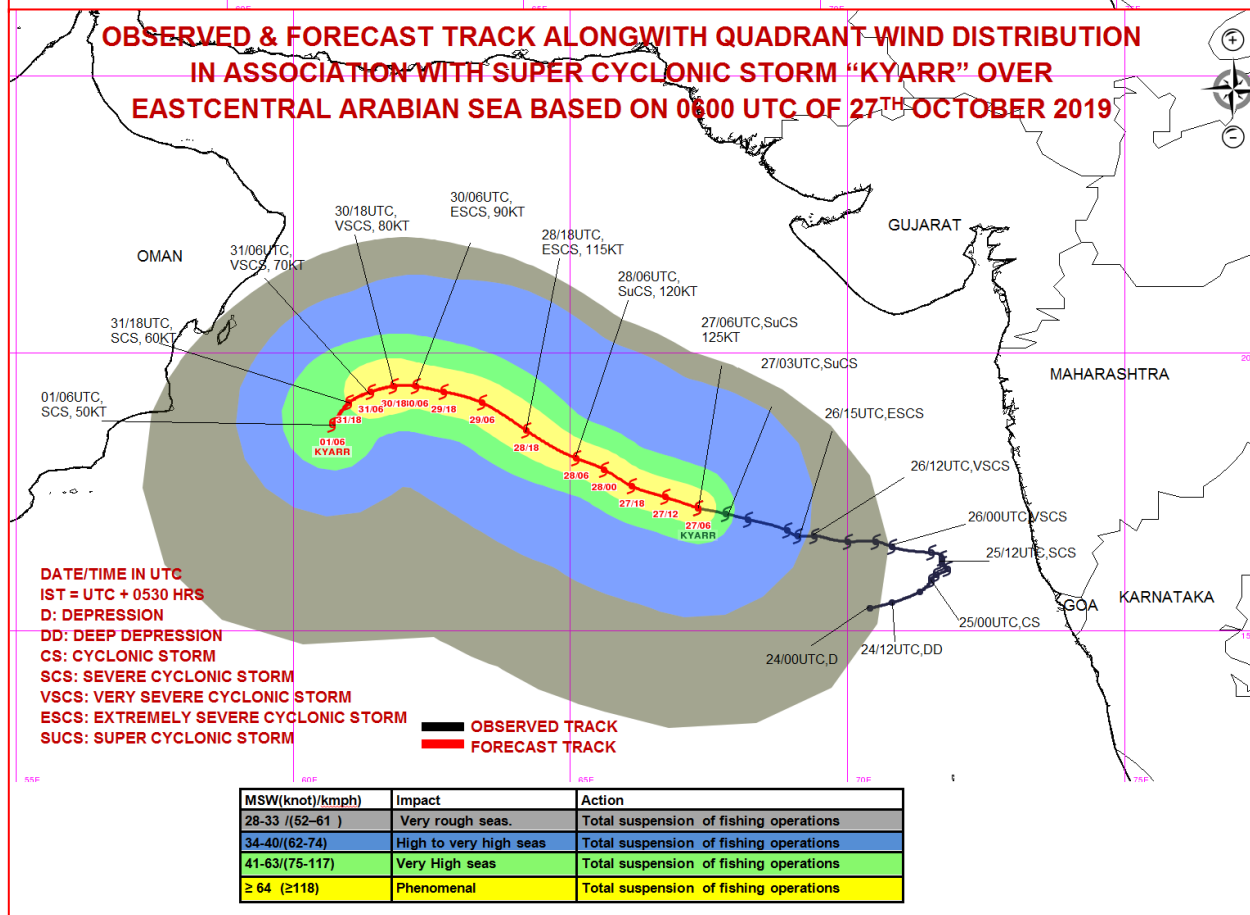 60E
65E
70E
75E
OBSERVED & FORECAST TRACK ALONGWITH QUADRANT WIND DISTRIBUTION
IN ASSOCIATION WITH SUPER CYCLONIC STORM “KYARR” OVER
EASTCENTRAL ARABIAN SEA BASED ON 0600 UTC OF 27TH OCTOBER 2019
OMAN
GUJARAT
MAHARASHTRA
GOA
KARNATAKA
20
15
30/18UTC,
VSCS, 80KT
30/06UTC,
ESCS, 90KT
31/06UTC,
VSCS, 70KT
28/18UTC,
ESCS, 115KT
28/06UTC,
SuCS, 120KT
31/18UTC,
SCS, 60KT
27/06UTC,SuCS
125KT
27/03UTC,SuCS
01/06UTC,
SCS, 50KT
26/15UTC,ESCS
26/12UTC,VSCS
26/00UTC,VSCS
25/12UTC,SCS
25/00UTC,CS
24/12UTC,DD
24/00UTC,D
01/06
KYARR
31/18
31/06
30/18
30/06
29/18
29/06
28/18
28/06
28/00
27/18
27/12
27/06
KYARR
DATE/TIME IN UTC
IST = UTC + 0530 HRS
D: DEPRESSION
DD: DEEP DEPRESSION
CS: CYCLONIC STORM
SCS: SEVERE CYCLONIC STORM
VSCS: VERY SEVERE CYCLONIC STORM
ESCS: EXTREMELY SEVERE CYCLONIC STORM
SUCS: SUPER CYCLONIC STORM
OBSERVED TRACK
FORECAST TRACK
55E
60E
65E
70E
75E
MSW(knot)/kmph) Impact Action
28-33 /(52–61 ) Very rough seas. Total suspension of fishing operations
34-40/(62-74) High to very high seas Total suspension of fishing operations
41-63/(75-117) Very High seas Total suspension of fishing operations
≥ 64 (≥118) Phenomenal Total suspension of fishing operations